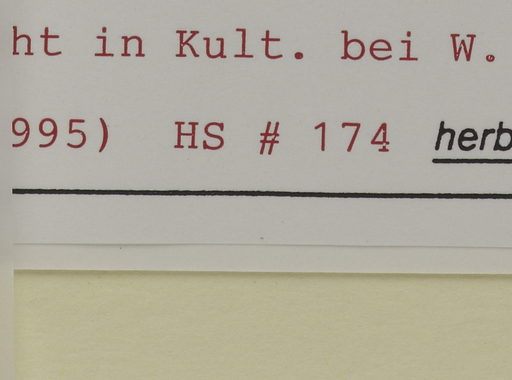 ht in Kult. bei W.
995) HS # 174 herb